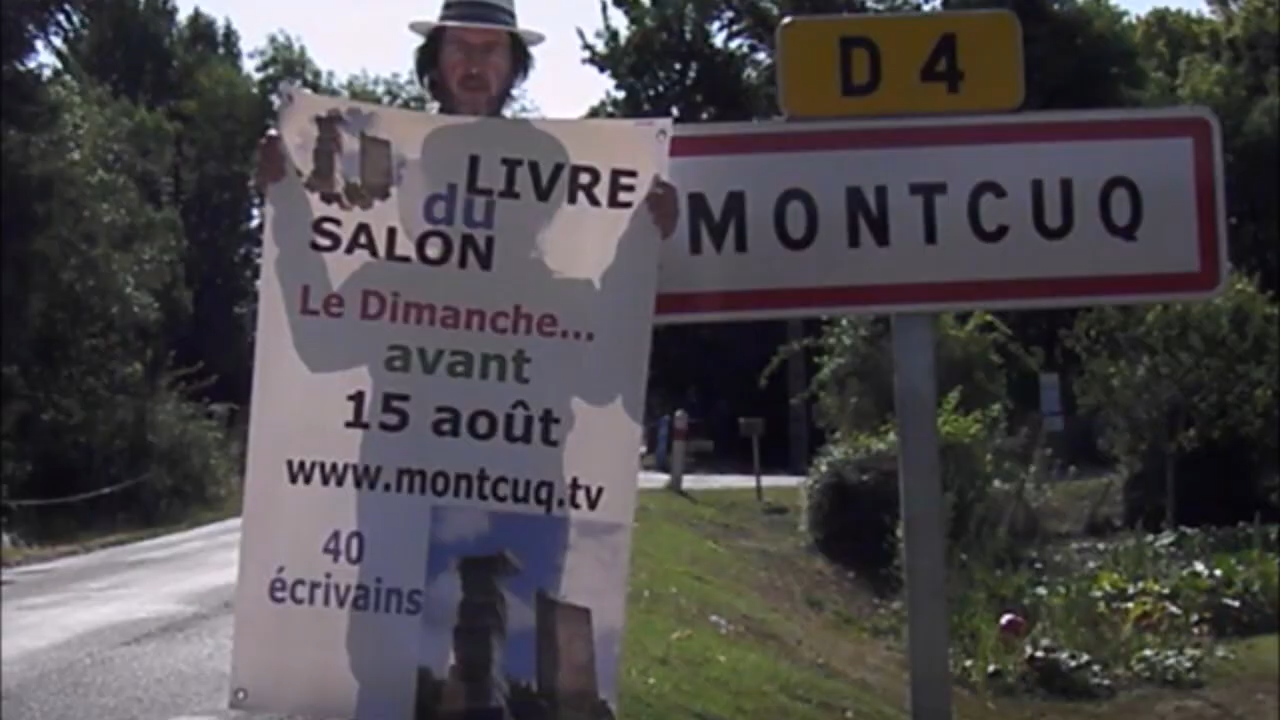 LIVRE
du
SALON
Le Dimanche...
avant
15 août
www.montcuq.tv
40
écrivains
D 4
MONTCUQ